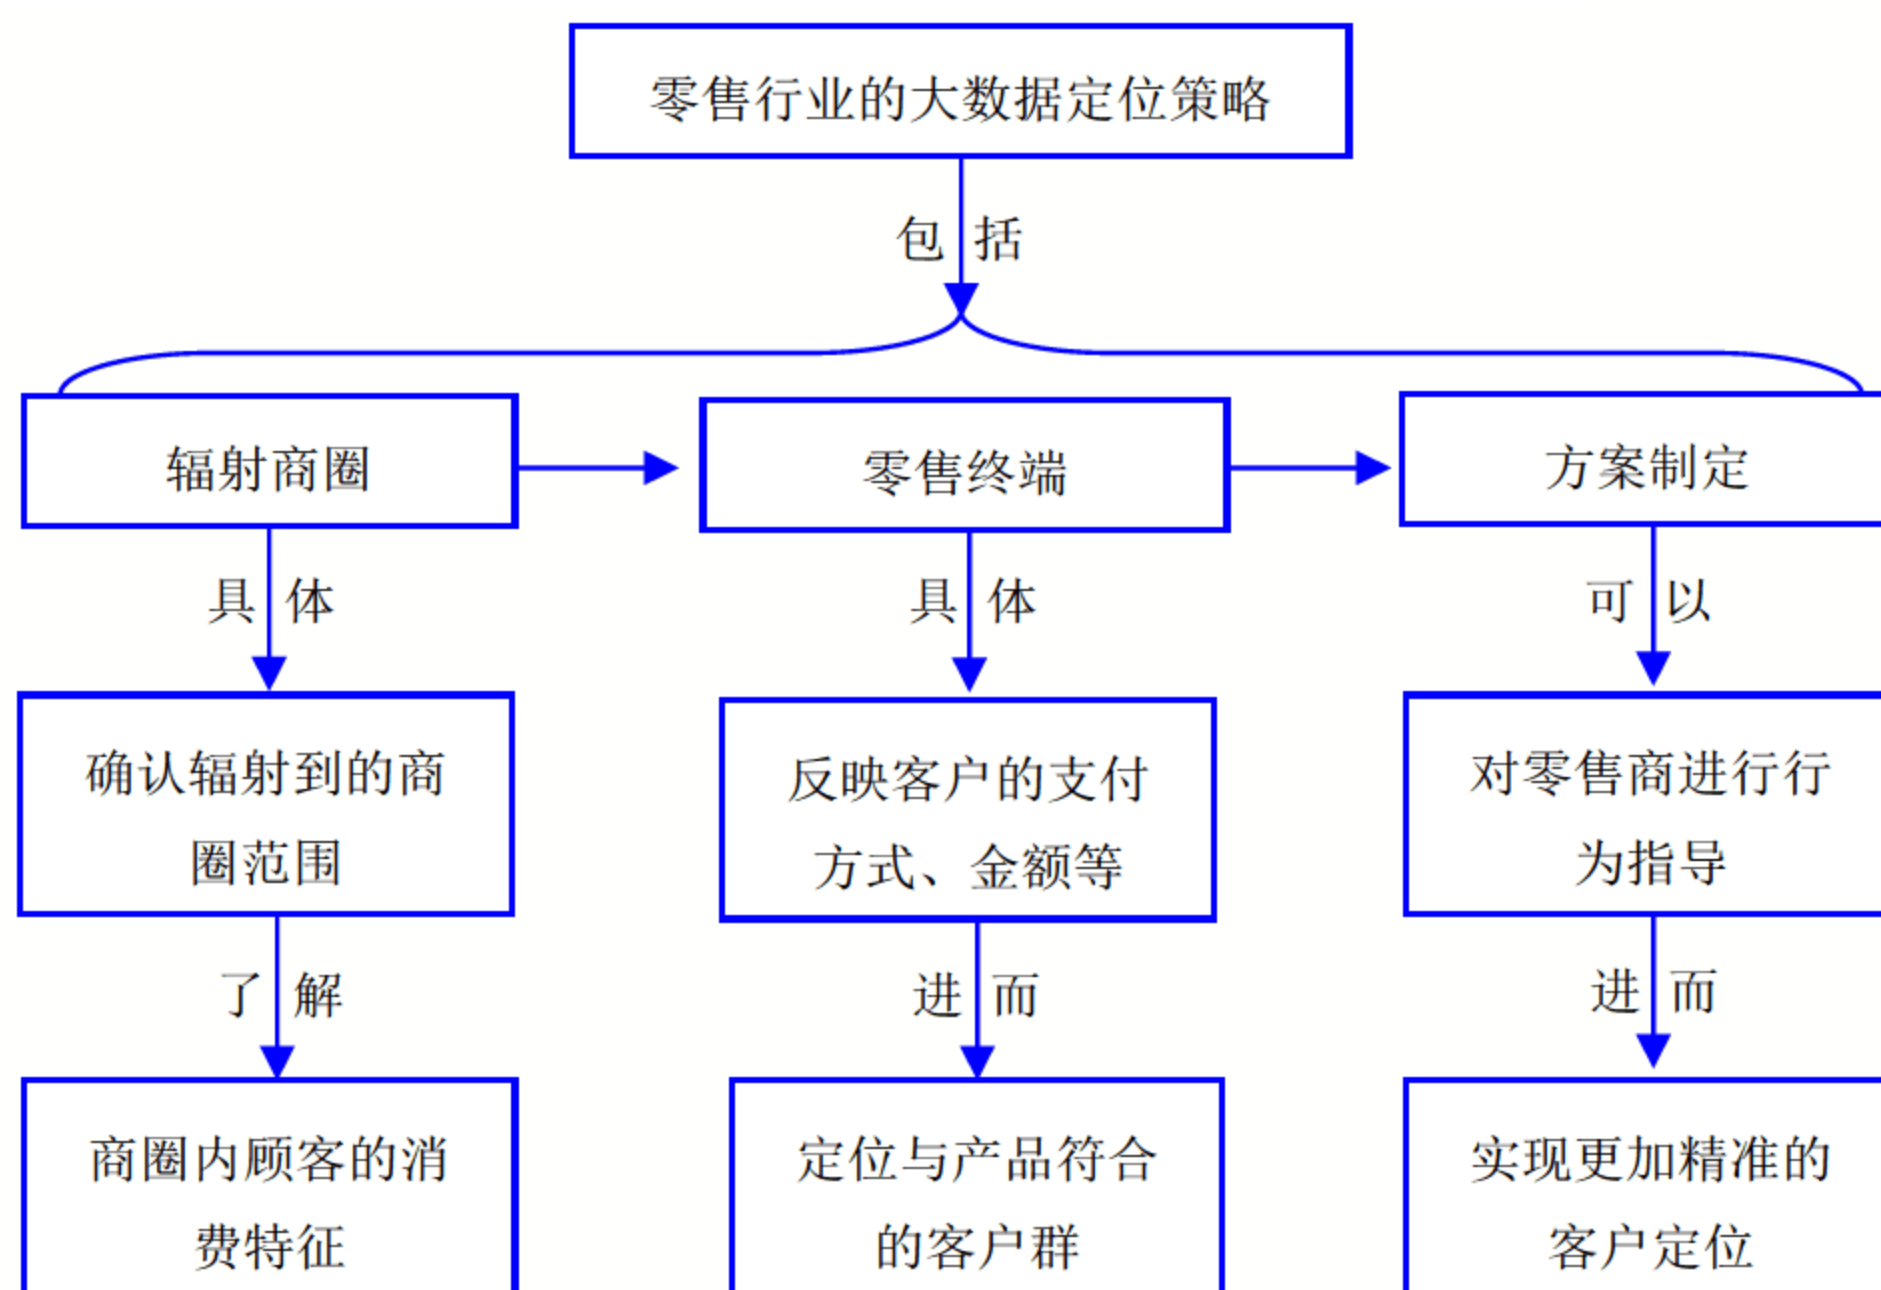 零售行业的大数据定位策略
包括
辐射商圈
零售终端
方案制定
具体
具体
可以
确认辐射到的商
圈范围
反映客户的支付
方式、金额等
对零售商进行行
为指导
了解
进而
进而
商圈内顾客的消
费特征
定位与产品符合
的客户群
实现更加精准的
客户定位